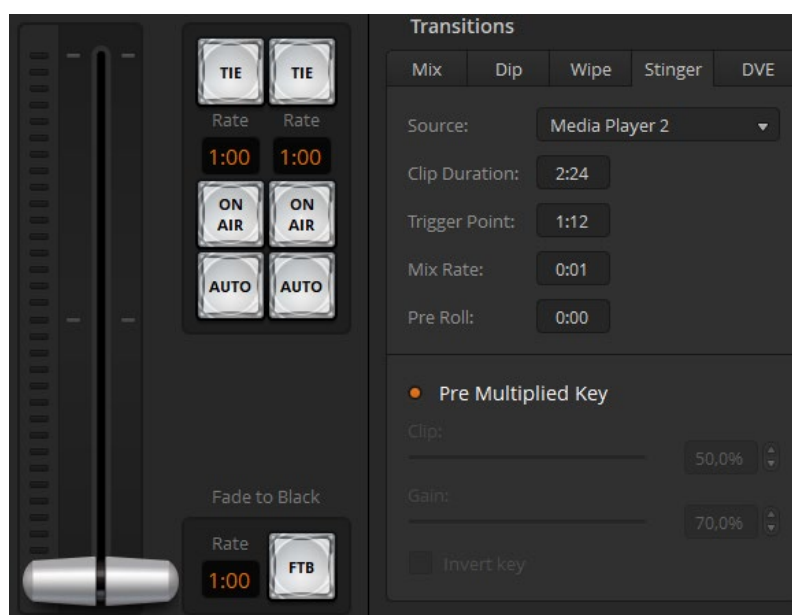 TIE TIE
Rate Rate
1:00 1:00
ON AIR ON AIR
AUTO AUTO
Fade to Black
Rate
1:00
FTB
Transitions
Mix Dip Wipe Stinger DVE
Source: Media Player 2
Clip Duration: 2:24
Trigger Point: 1:12
Mix Rate: 0:01
Pre Roll: 0:00
Pre Multiplied Key
Clip:
50,0%
Gain:
70,0%
Invert key